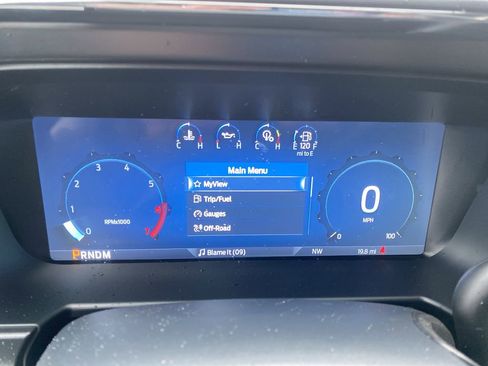 C H L H C H E 120 F
mi to E
Main Menu
MyView
Trip/Fuel
Gauges
Off-Road
0 1 2 3 4 5
RPMx1000
0
MPH
0 100
PRNDM
Blame It (09)
NW
19.8 mi